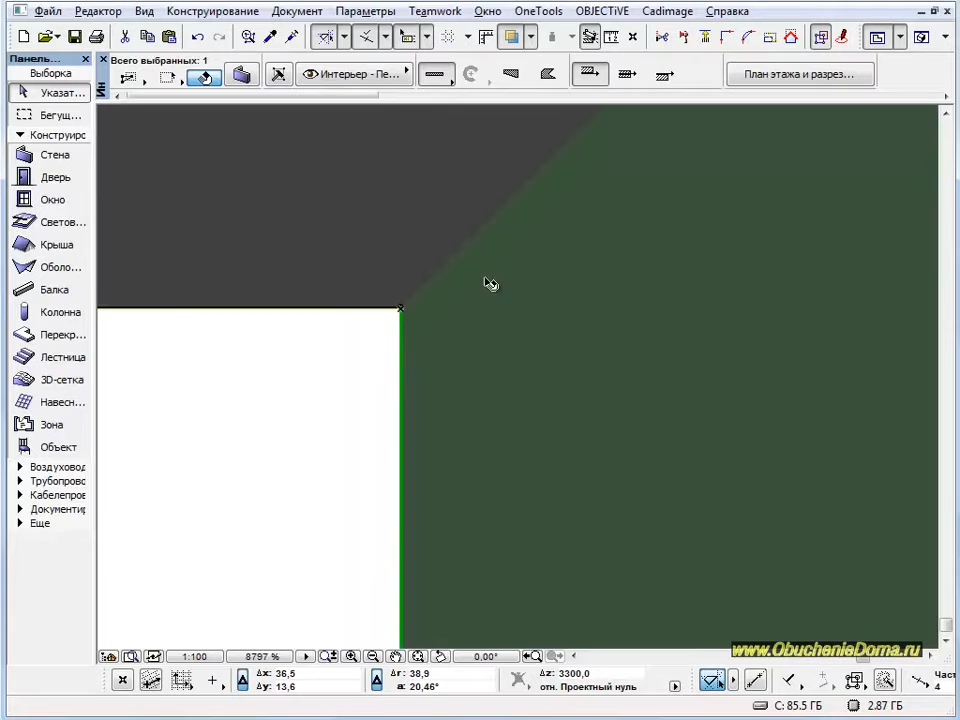 Файл Редактор Вид Конструирование Документ Параметры Teamwork Окно OneTools OBJECTiVE Cadimage Справка
Панель...
Выборка
Указат...
Бегущ...
Конструирс
Стена
Дверь
Окно
Светов...
Крыша
Оболо...
Балка
Колонна
Перекр...
Лестница
3D-сетка
Навесн...
Зона
Объект
Воздуховод
Трубопрово
Кабелепров
Документир
Еще
Ин
Всего выбранных: 1
Интерьер - Пе...
План этажа и разрез...
www.ObuchenieDoma.ru
1:100 8797 % 0,00°
Δx: 36,5
Δy: 13,6
Δr: 38,9
a: 20,46°
Δz: 3300,0
отн. Проектный нуль
Част
4
C: 85.5 ГБ 2.87 ГБ